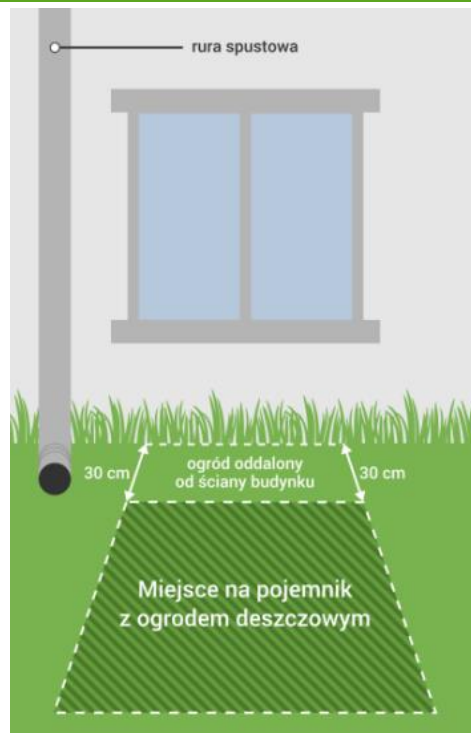 rura spustowa
30 cm
ogród oddalony
od ściany budynku
30 cm
Miejsce na pojemnik
z ogrodem deszczowym